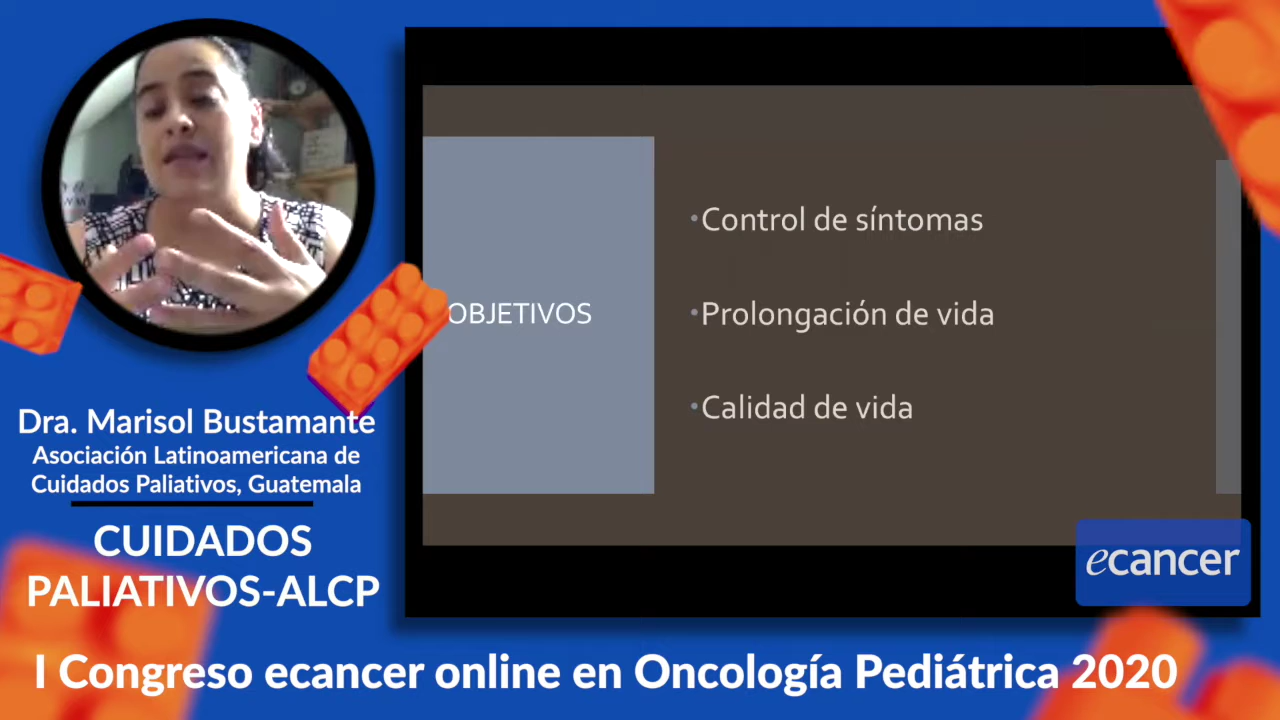 OBJETIVOS
•Control de síntomas
•Prolongación de vida
•Calidad de vida
Dra. Marisol Bustamante
Asociación Latinoamericana de
Cuidados Paliativos, Guatemala
CUIDADOS
PALIATIVOS-ALCP
ecancer
I Congreso ecancer online en Oncología Pediátrica 2020